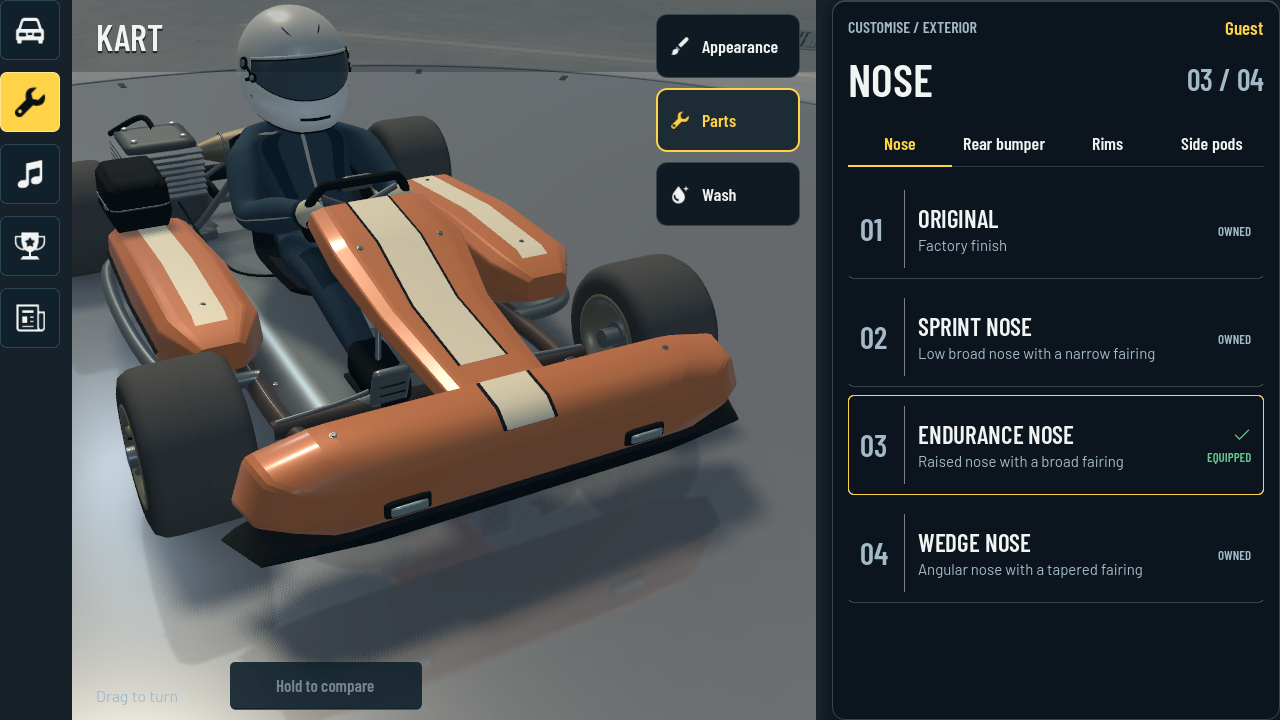 KART
Appearance
Parts
Wash
Drag to turn
Hold to compare
CUSTOMISE / EXTERIOR
Guest
NOSE
03 / 04
Nose
Rear bumper
Rims
Side pods
01
ORIGINAL
Factory finish
OWNED
02
SPRINT NOSE
Low broad nose with a narrow fairing
OWNED
03
ENDURANCE NOSE
Raised nose with a broad fairing
EQUIPPED
04
WEDGE NOSE
Angular nose with a tapered fairing
OWNED